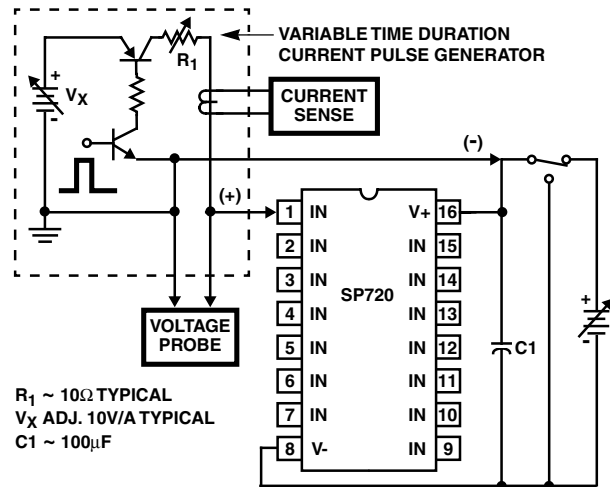 VARIABLE TIME DURATION
CURRENT PULSE GENERATOR
R1
+
VX
-
CURRENT
SENSE
(-)
(+)
1 IN V+ 16
2 IN IN 15
3 IN IN 14
SP720
4 IN IN 13
5 IN IN 12
6 IN IN 11
7 IN IN 10
8 V- IN 9
+
-
C1
VOLTAGE
PROBE
R1 ~ 10Ω TYPICAL
VX ADJ. 10V/A TYPICAL
C1 ~ 100μF